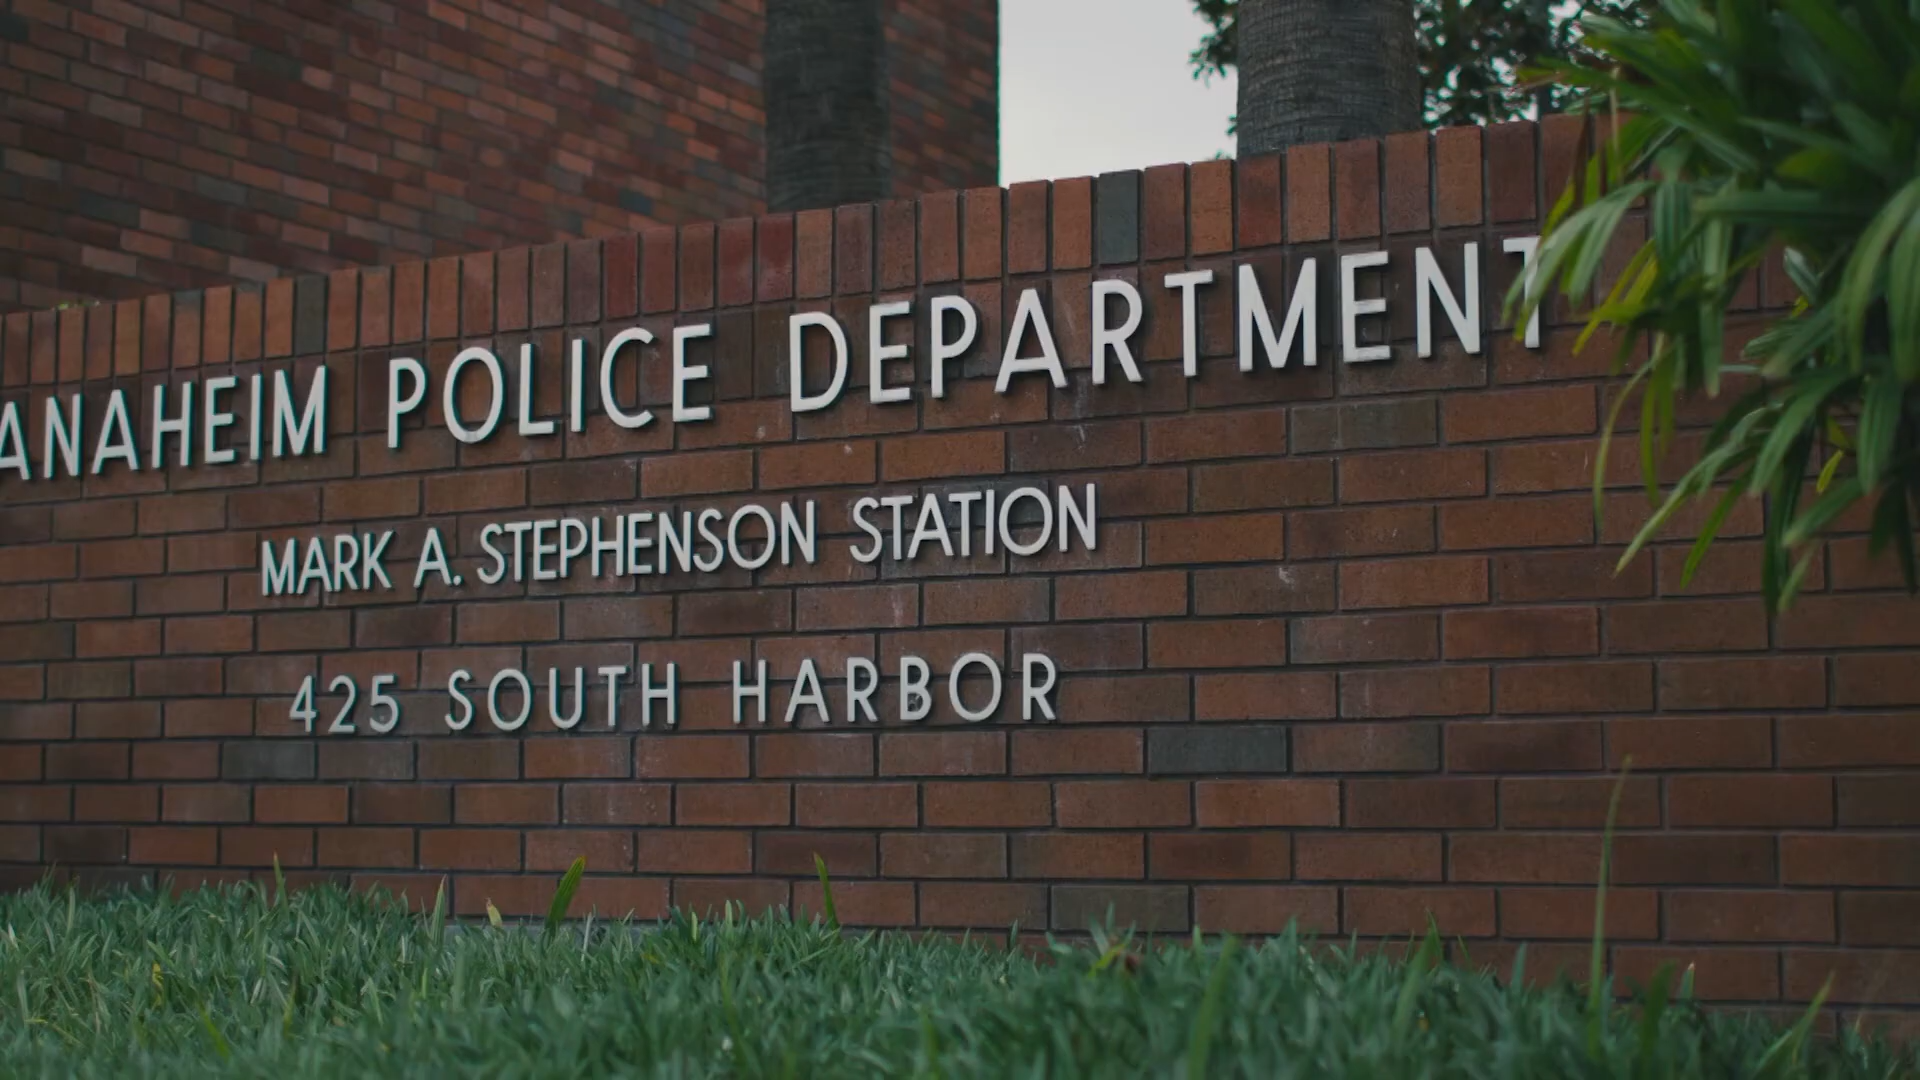 ANAHEIM POLICE DEPARTMENT
MARK A. STEPHENSON STATION
425 SOUTH HARBOR